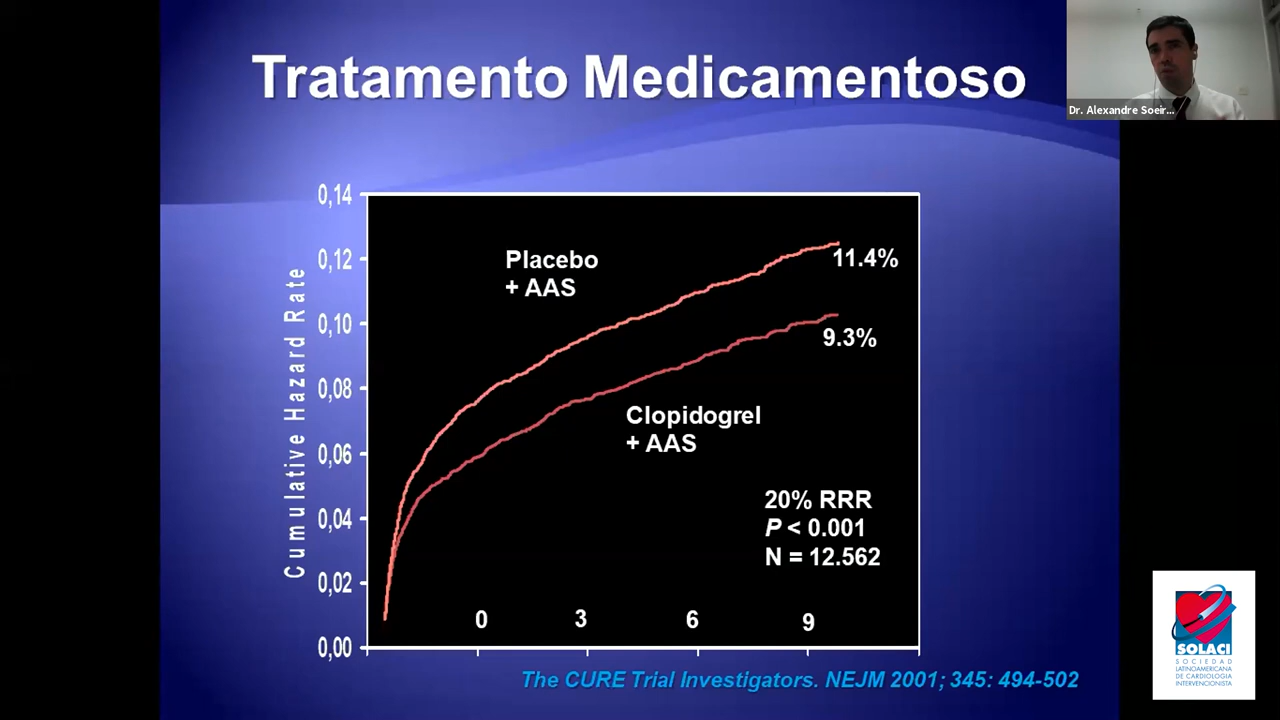 Tratamento Medicamentoso
Dr. Alexandre Soeir...
0,14
0,12
0,10
0,08
0,06
0,04
0,02
0,00
Cumulative Hazard Rate
Placebo
+ AAS
11.4%
9.3%
Clopidogrel
+ AAS
20% RRR
P < 0.001
N = 12.562
0 3 6 9
The CURE Trial Investigators. NEJM 2001; 345: 494-502
SOLACI
SOCIEDAD
LATINOAMERICANA
DE CARDIOLOGIA
INTERVENCIONISTA